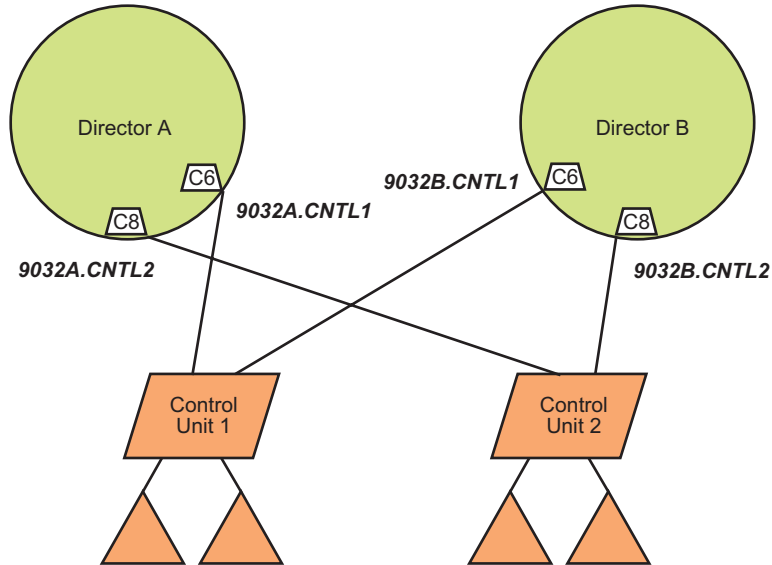 Director A
Director B
C6
C8
9032A.CNTL1
9032A.CNTL2
9032B.CNTL1
C6
C8
9032B.CNTL2
Control
Unit 1
Control
Unit 2